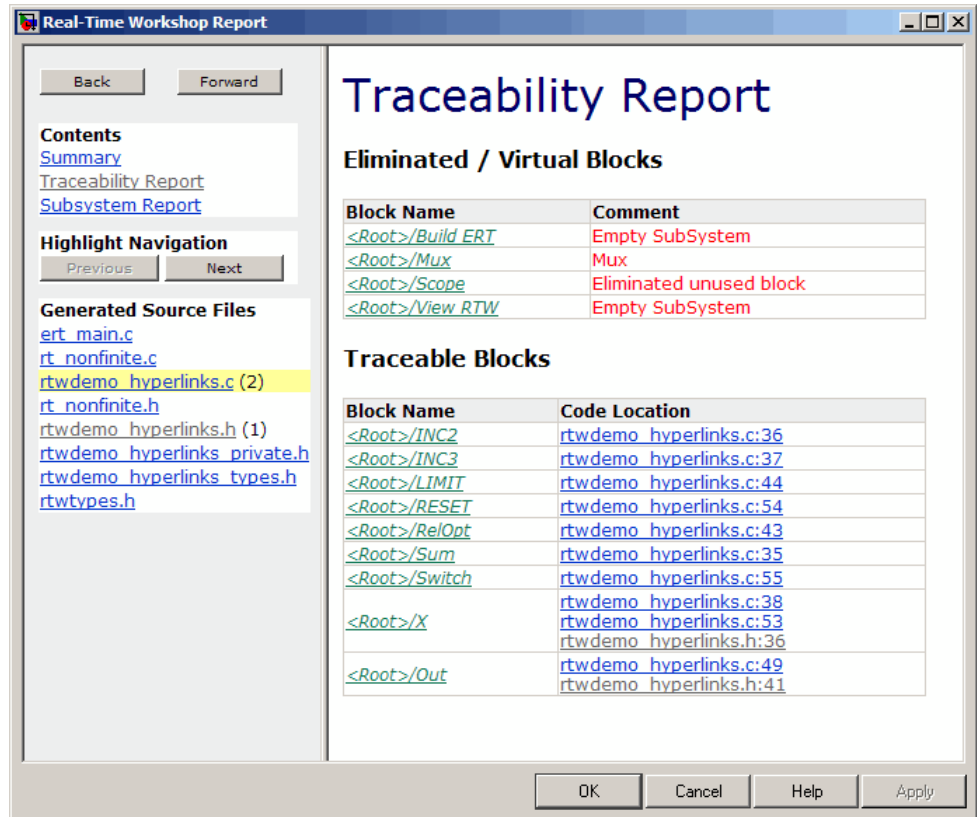 Real-Time Workshop Report
Back Forward
Contents
Summary
Traceability Report
Subsystem Report
Highlight Navigation
Previous Next
Generated Source Files
ert_main.c
rt_nonfinite.c
rtwdemo_hyperlinks.c (2)
rt_nonfinite.h
rtwdemo_hyperlinks.h (1)
rtwdemo_hyperlinks_private.h
rtwdemo_hyperlinks_types.h
rtwtypes.h
Traceability Report
Eliminated / Virtual Blocks
Block Name Comment
<Root>/Build ERT Empty SubSystem
<Root>/Mux Mux
<Root>/Scope Eliminated unused block
<Root>/View RTW Empty SubSystem
Traceable Blocks
Block Name Code Location
<Root>/INC2 rtwdemo_hyperlinks.c:36
<Root>/INC3 rtwdemo_hyperlinks.c:37
<Root>/LIMIT rtwdemo_hyperlinks.c:44
<Root>/RESET rtwdemo_hyperlinks.c:54
<Root>/RelOpt rtwdemo_hyperlinks.c:43
<Root>/Sum rtwdemo_hyperlinks.c:35
<Root>/Switch rtwdemo_hyperlinks.c:55
<Root>/X rtwdemo_hyperlinks.c:38
rtwdemo_hyperlinks.c:53
rtwdemo_hyperlinks.h:36
<Root>/Out rtwdemo_hyperlinks.c:49
rtwdemo_hyperlinks.h:41
OK Cancel Help Apply